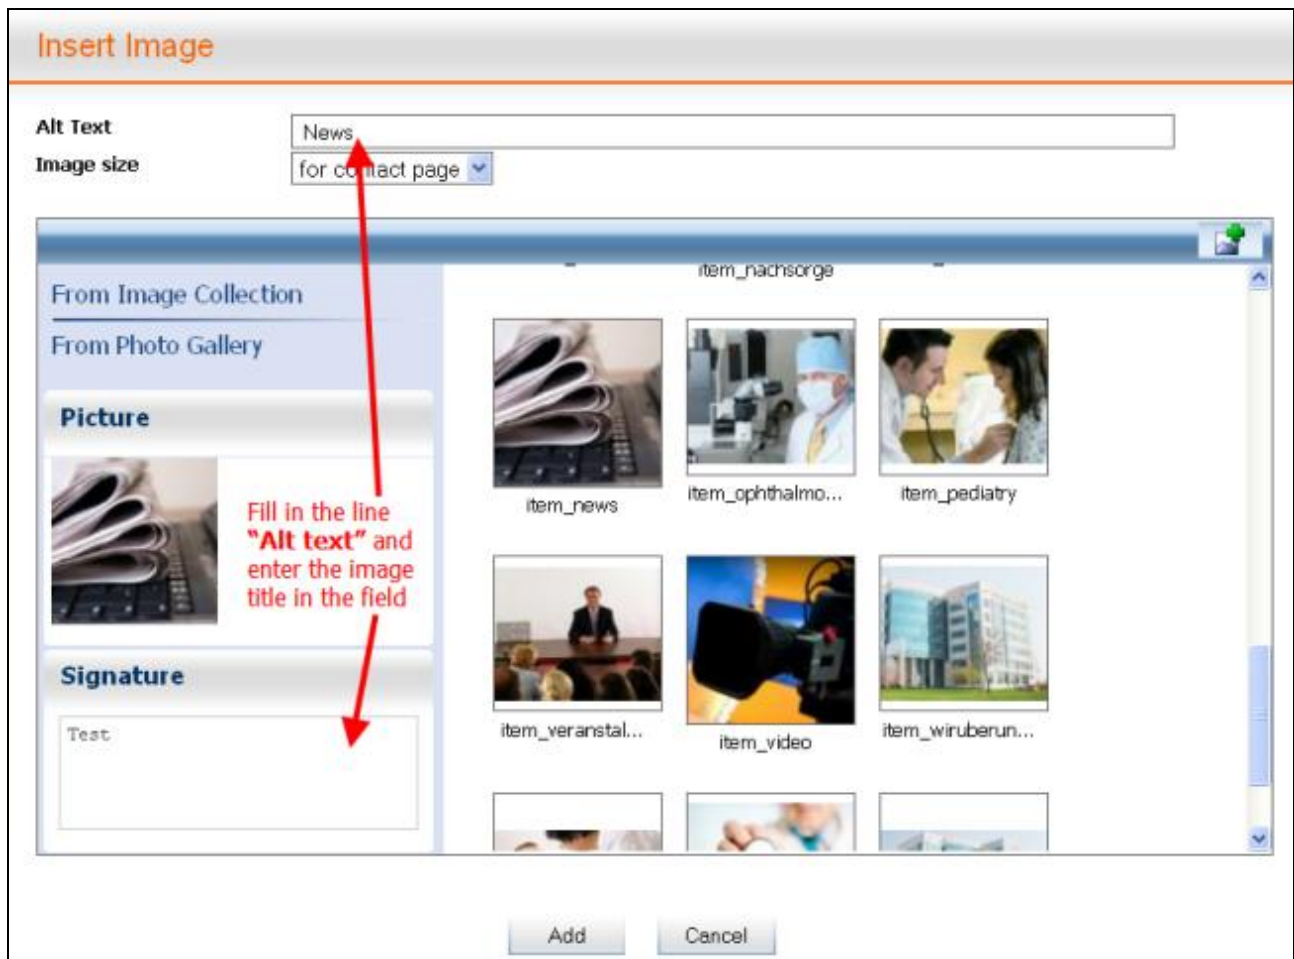 Insert Image
Alt Text
News
Image size
for contact page
item_nachsorge
From Image Collection
From Photo Gallery
Picture
Fill in the line
“Alt text” and
enter the image
title in the field
Signature
Test
item_news
item_ophthalmo...
item_pediatry
item_veranstal...
item_video
item_wiruberun...
Add
Cancel